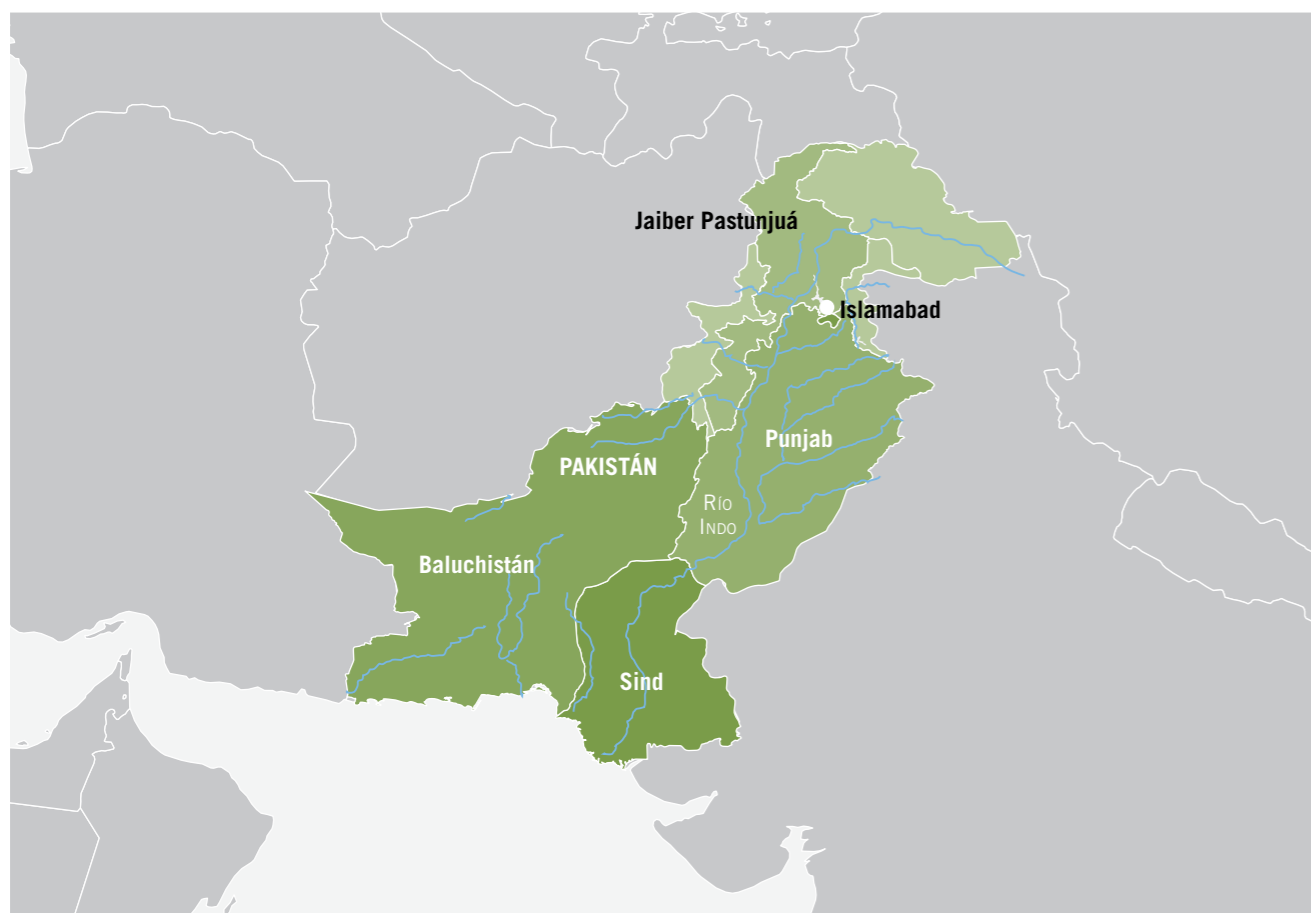 Jaiber Pastunjuá
Islamabad
Punjab
PAKISTÁN
RÍO
INDO
Baluchistán
Sind